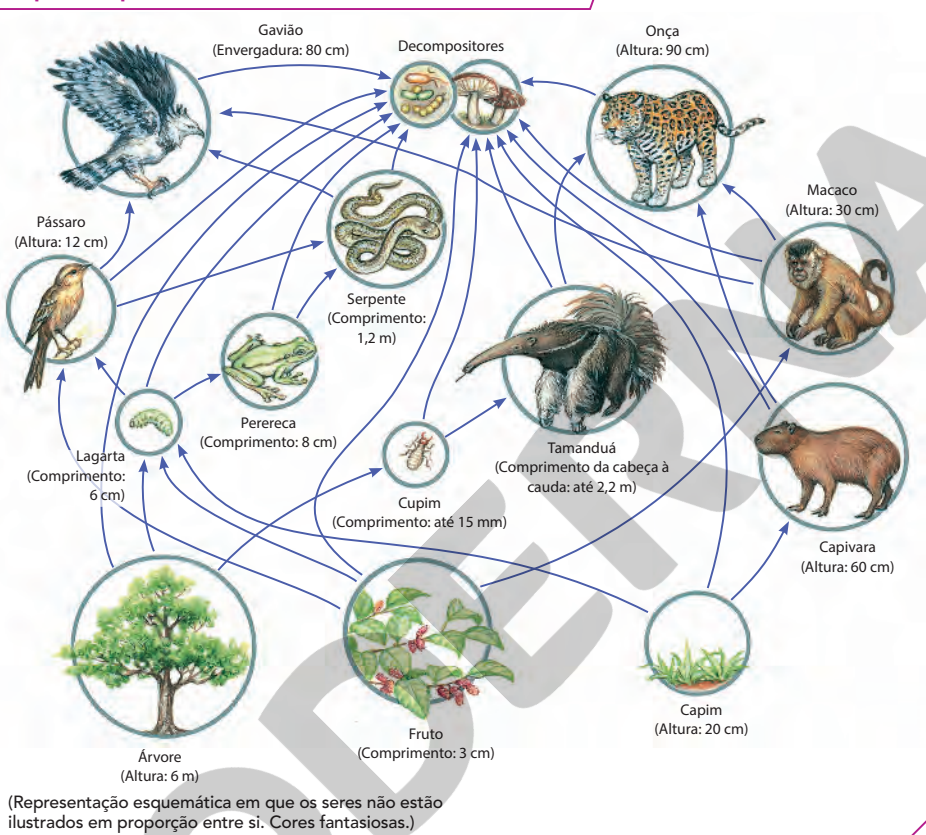 Gavião
(Envergadura: 80 cm)
Decompositores
Onça
(Altura: 90 cm)
Macaco
(Altura: 30 cm)
Pássaro
(Altura: 12 cm)
Serpente
(Comprimento:
1,2 m)
Perereca
(Comprimento: 8 cm)
Lagarta
(Comprimento:
6 cm)
Cupim
(Comprimento: até 15 mm)
Tamanduá
(Comprimento da cabeça à
cauda: até 2,2 m)
Capivara
(Altura: 60 cm)
Árvore
(Altura: 6 m)
Fruto
(Comprimento: 3 cm)
Capim
(Altura: 20 cm)
(Representação esquemática em que os seres não estão
ilustrados em proporção entre si. Cores fantasiosas.)